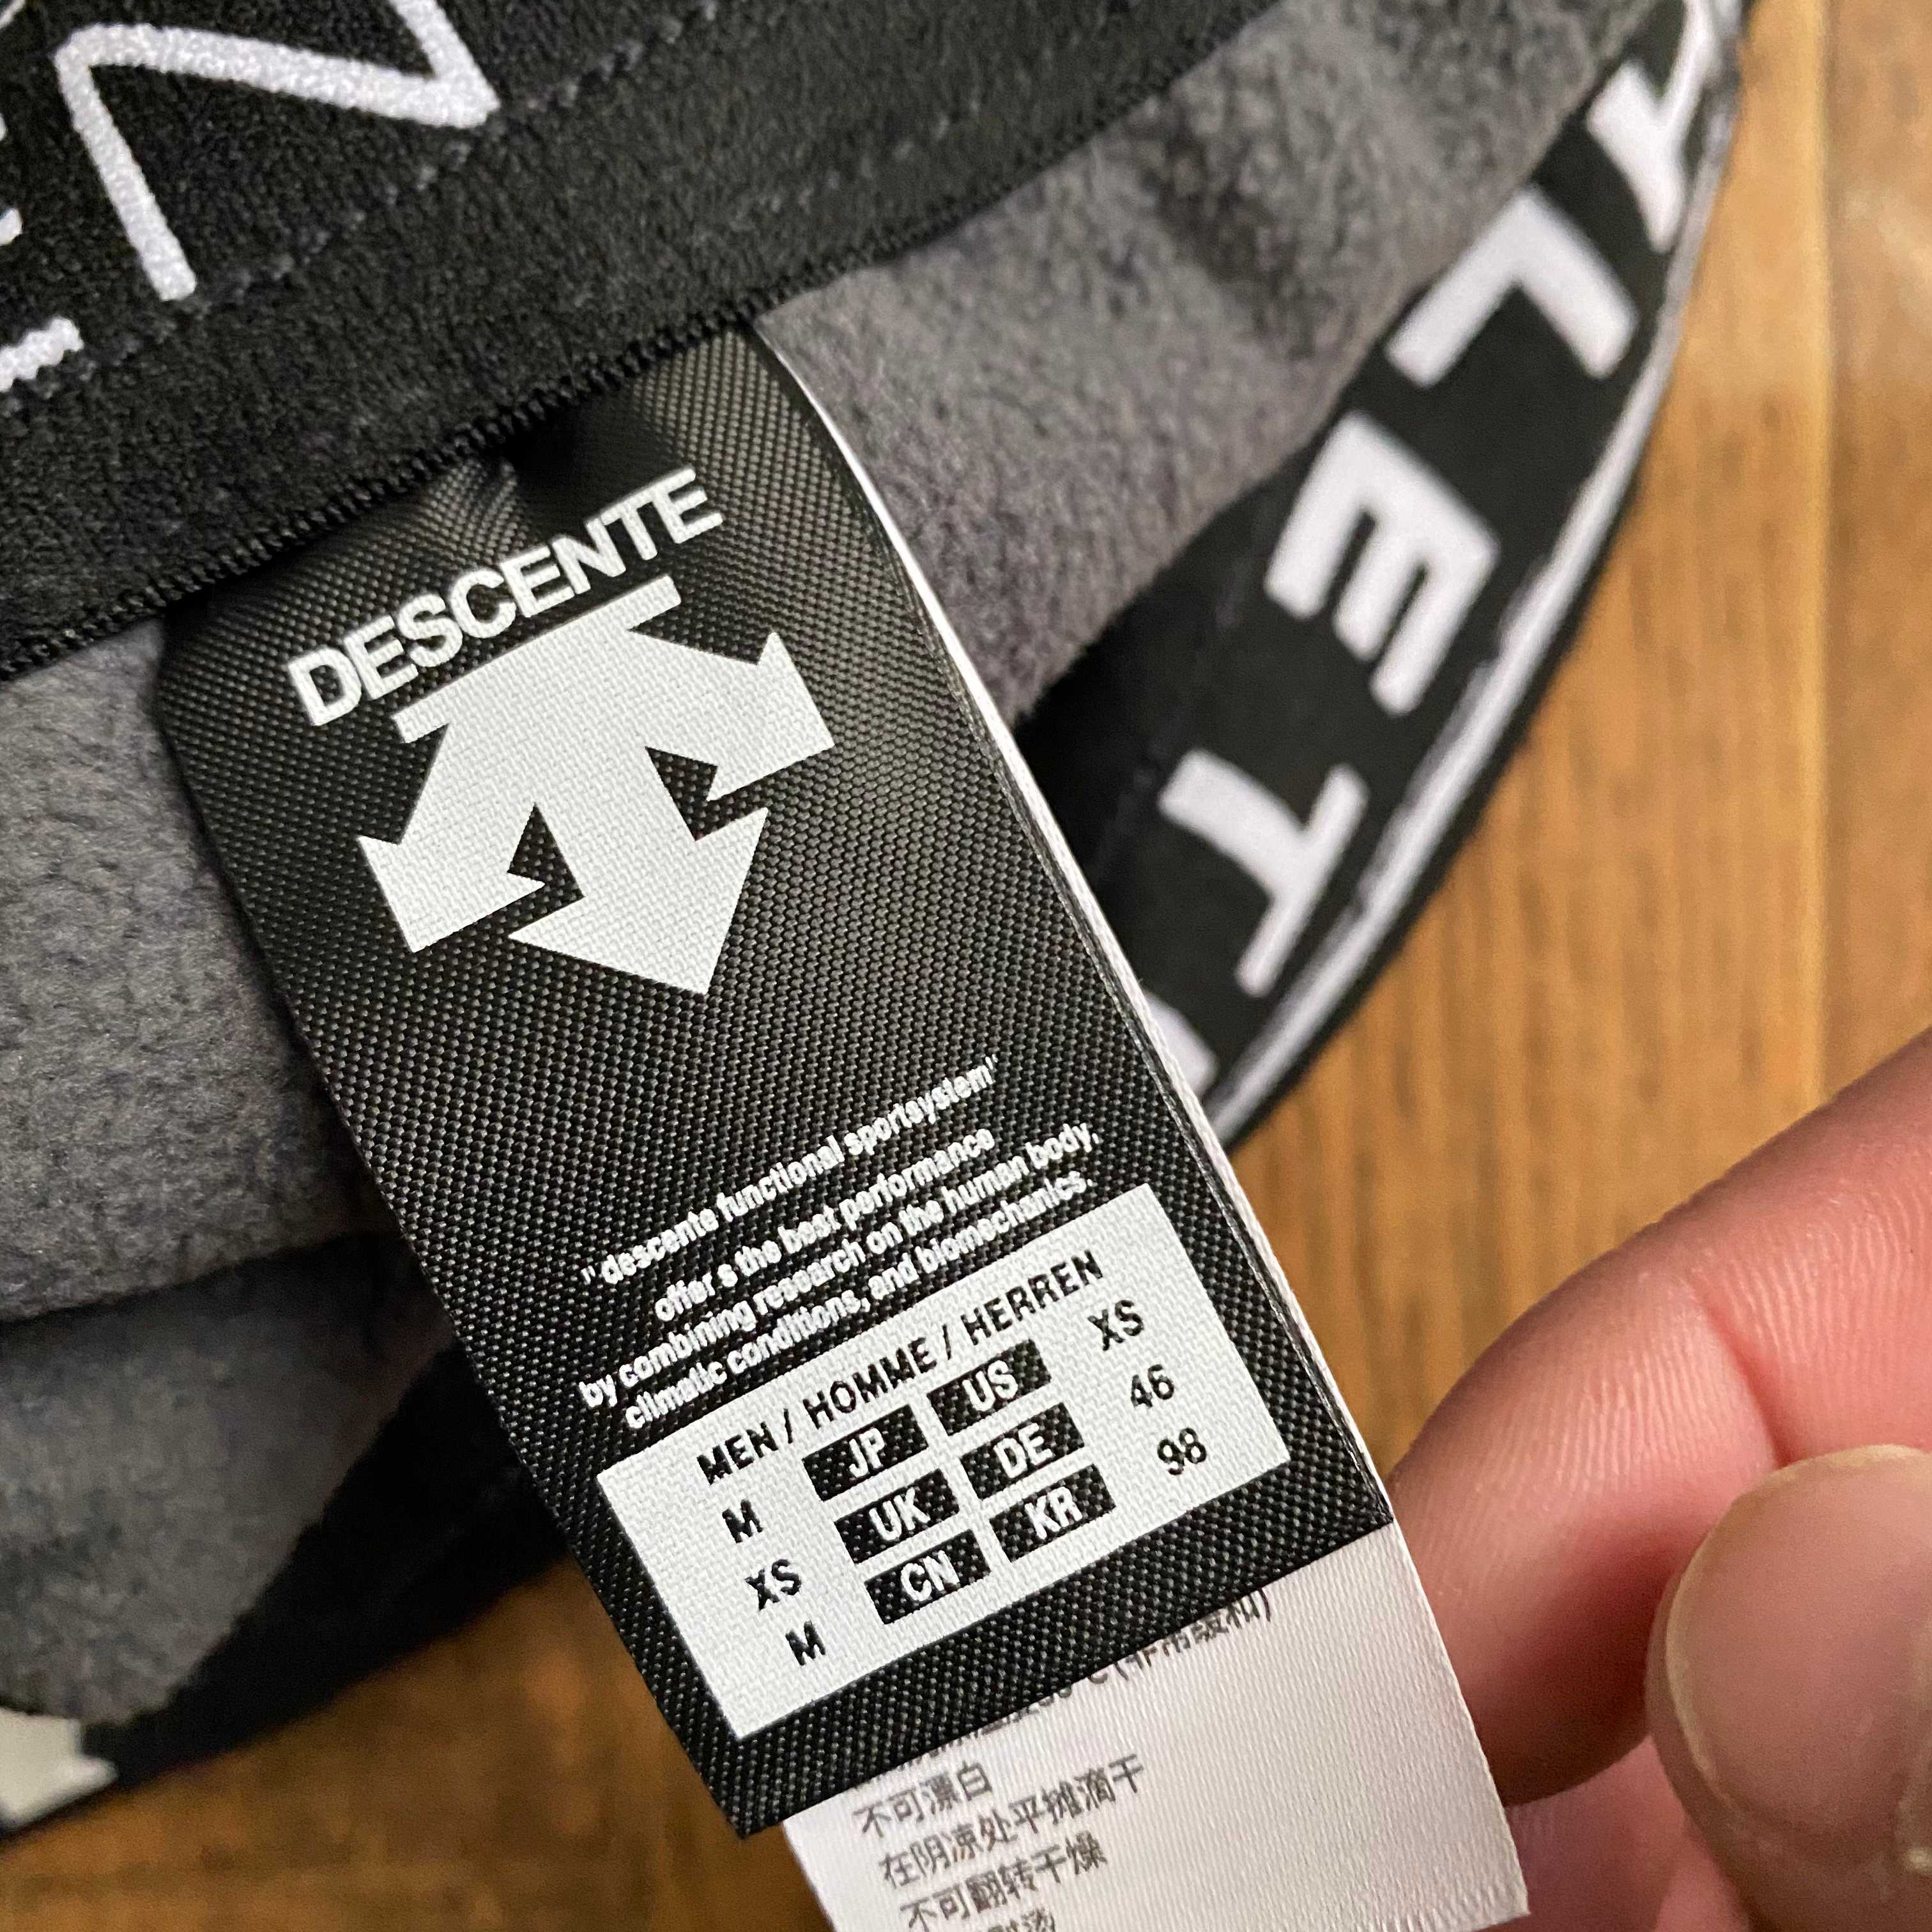 DESCENTE
"descente functional sportsystem"
offer s the best performance
by combining research on the human body,
climatic conditions, and biomechanics.
MEN / HOMME / HERREN
M JP US XS
XS UK DE 46
M CN KR 98
不可漂白
在阴凉处平摊滴干
不可翻转干燥
LET